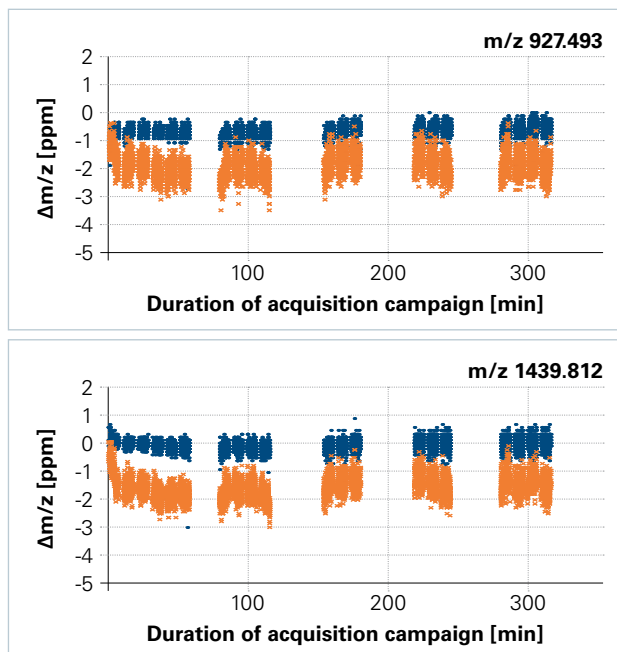 m/z 927.493
2
1
0
-1
-2
-3
-4
-5
Δm/z [ppm]
100 200 300
Duration of acquisition campaign [min]
m/z 1439.812
2
1
0
-1
-2
-3
-4
-5
Δm/z [ppm]
100 200 300
Duration of acquisition campaign [min]